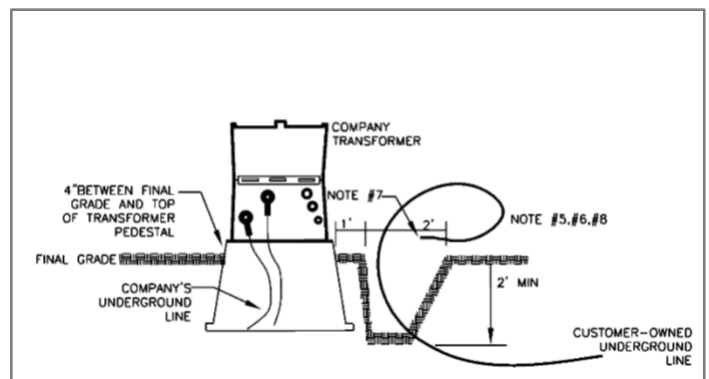 COMPANY
TRANSFORMER
4"BETWEEN FINAL
GRADE AND TOP
OF TRANSFORMER
PEDESTAL
NOTE #7
1'
2'
NOTE #5,#6,#8
FINAL GRADE
COMPANY'S
UNDERGROUND
LINE
2' MIN
CUSTOMER-OWNED
UNDERGROUND
LINE